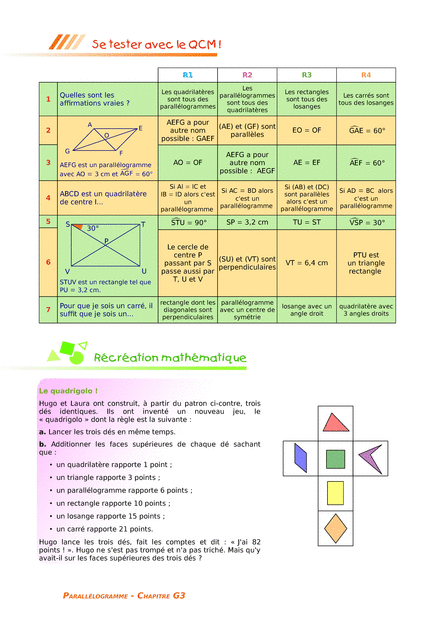 Se tester avec le QCM !
R1 R2 R3 R4
1 Quelles sont les affirmations vraies ?
Les quadrilatères sont tous des parallélogrammes
Les parallélogrammes sont tous des quadrilatères
Les rectangles sont tous des losanges
Les carrés sont tous des losanges
2
A E O G F
AEFG a pour autre nom possible : GAEF
(AE) et (GF) sont parallèles
EO = OF
GAE = 60°
3
AEFG est un parallélogramme avec AO = 3 cm et AGF = 60°
AO = OF
AEFG a pour autre nom possible : AEGF
AE = EF
AEF = 60°
4 ABCD est un quadrilatère de centre I...
Si AI = IC et IB = ID alors c'est un parallélogramme
Si AC = BD alors c'est un parallélogramme
Si (AB) et (DC) sont parallèles alors c'est un parallélogramme
Si AD = BC alors c'est un parallélogramme
5
S T 30° P V U
STU = 90°
SP = 3,2 cm
TU = ST
VSP = 30°
6
STUV est un rectangle tel que PU = 3,2 cm.
Le cercle de centre P passant par S passe aussi par T, U et V
(SU) et (VT) sont perpendiculaires
VT = 6,4 cm
PTU est un triangle rectangle
7 Pour que je sois un carré, il suffit que je sois un...
rectangle dont les diagonales sont perpendiculaires
parallélogramme avec un centre de symétrie
losange avec un angle droit
quadrilatère avec 3 angles droits
Récréation mathématique
Le quadrigolo !
Hugo et Laura ont construit, à partir du patron ci-contre, trois
dés identiques. Ils ont inventé un nouveau jeu, le
« quadrigolo » dont la règle est la suivante :
a. Lancer les trois dés en même temps.
b. Additionner les faces supérieures de chaque dé sachant
que :
• un quadrilatère rapporte 1 point ;
• un triangle rapporte 3 points ;
• un parallélogramme rapporte 6 points ;
• un rectangle rapporte 10 points ;
• un losange rapporte 15 points ;
• un carré rapporte 21 points.
Hugo lance les trois dés, fait les comptes et dit : « J'ai 82
points ! ». Hugo ne s'est pas trompé et n'a pas triché. Mais qu'y
avait-il sur les faces supérieures des trois dés ?
Parallélogramme - Chapitre G3